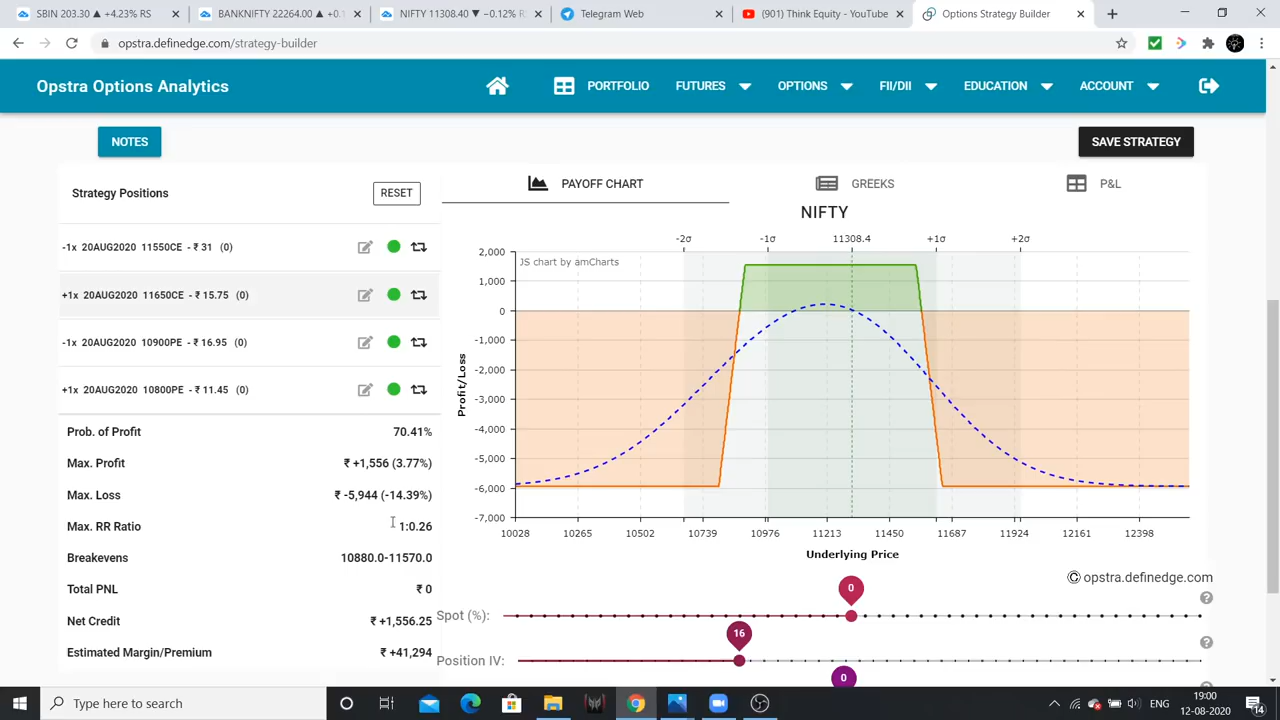 SBIN 203.30 ▲ +4.23% RS
BANKNIFTY 22264.00 ▲ +0.1
NIFTY 11308.40 ▼ −0.12% R
Telegram Web
(901) Think Equity - YouTube
Options Strategy Builder
opstra.definedge.com/strategy-builder
Opstra Options Analytics
PORTFOLIO
FUTURES
OPTIONS
FII/DII
EDUCATION
ACCOUNT
NOTES
SAVE STRATEGY
Strategy Positions
RESET
PAYOFF CHART
GREEKS
P&L
NIFTY
-1x 20AUG2020 11550CE - ₹ 31 (0)
+1x 20AUG2020 11650CE - ₹ 15.75 (0)
-1x 20AUG2020 10900PE - ₹ 16.95 (0)
+1x 20AUG2020 10800PE - ₹ 11.45 (0)
Prob. of Profit 70.41%
Max. Profit ₹ +1,556 (3.77%)
Max. Loss ₹ -5,944 (-14.39%)
Max. RR Ratio 1:0.26
Breakevens 10880.0-11570.0
Total PNL ₹ 0
Net Credit ₹ +1,556.25
Estimated Margin/Premium ₹ +41,294
-2σ -1σ 11308.4 +1σ +2σ
JS chart by amCharts
2,000
1,000
0
-1,000
-2,000
-3,000
-4,000
-5,000
-6,000
-7,000
Profit/Loss
10028 10265 10502 10739 10976 11213 11450 11687 11924 12161 12398
Underlying Price
© opstra.definedge.com
0
Spot (%):
16
Position IV:
0
Type here to search
ENG
19:00
12-08-2020
14